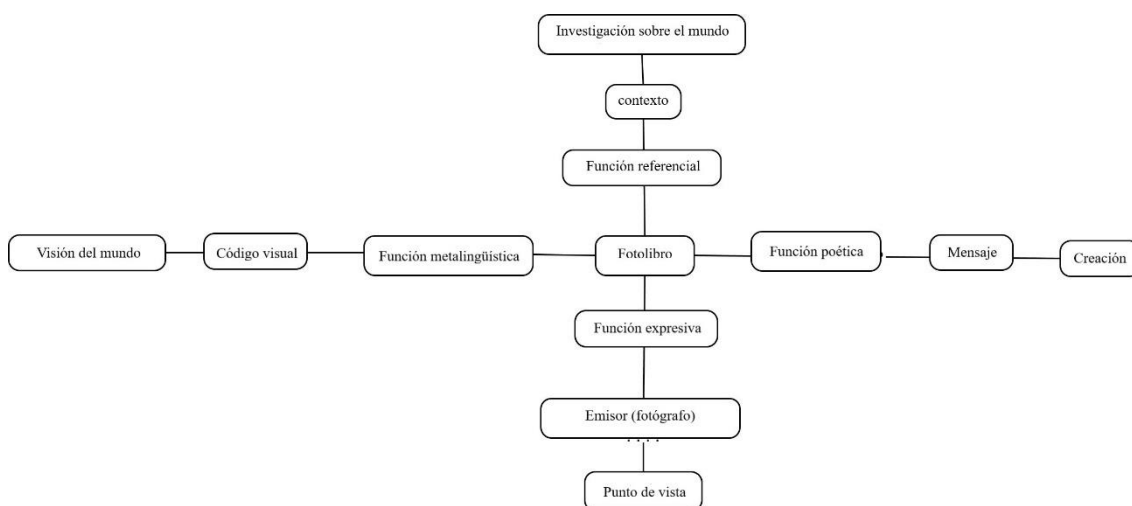 Investigación sobre el mundo
contexto
Función referencial
Visión del mundo
Código visual
Función metalingüística
Fotolibro
Función poética
Mensaje
Creación
Función expresiva
Emisor (fotógrafo)
. . . .
Punto de vista